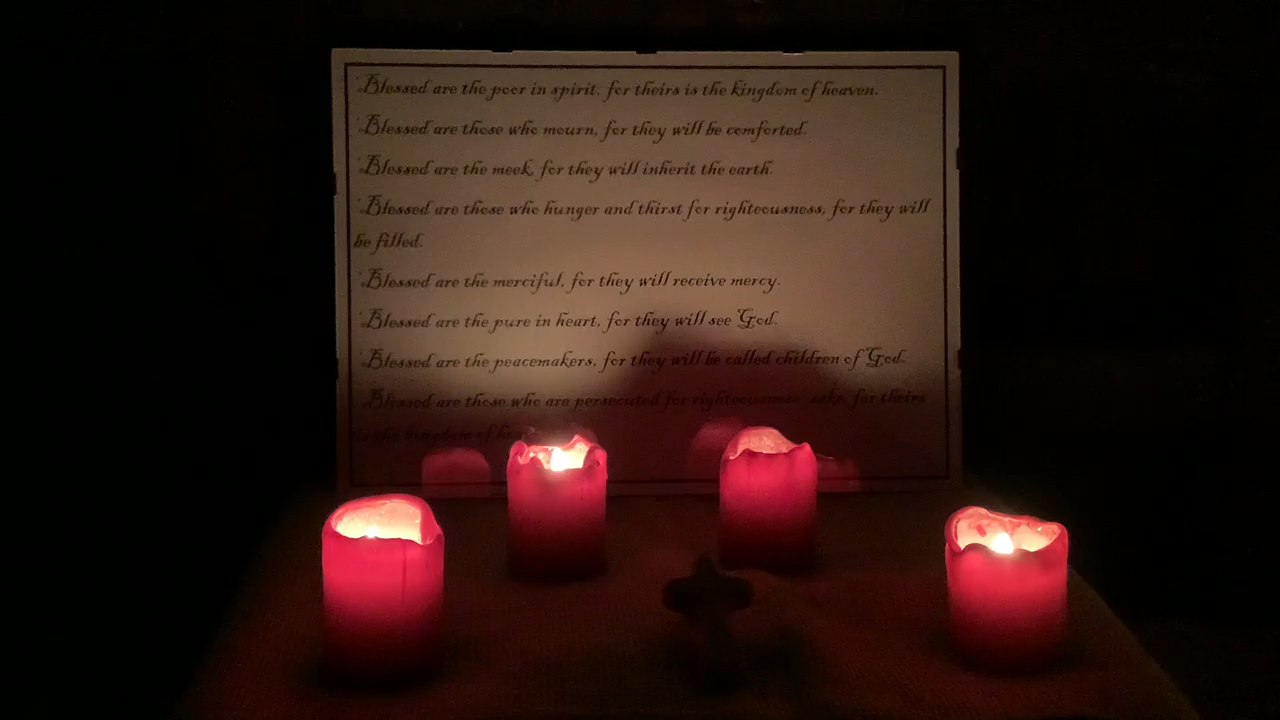 'Blessed are the poor in spirit, for theirs is the kingdom of heaven.
'Blessed are those who mourn, for they will be comforted.
'Blessed are the meek, for they will inherit the earth.
'Blessed are those who hunger and thirst for righteousness, for they will
be filled.
'Blessed are the merciful, for they will receive mercy.
'Blessed are the pure in heart, for they will see God.
'Blessed are the peacemakers, for they will be called children of God.
'Blessed are those who are persecuted for righteousness' sake, for theirs
the kingdom of